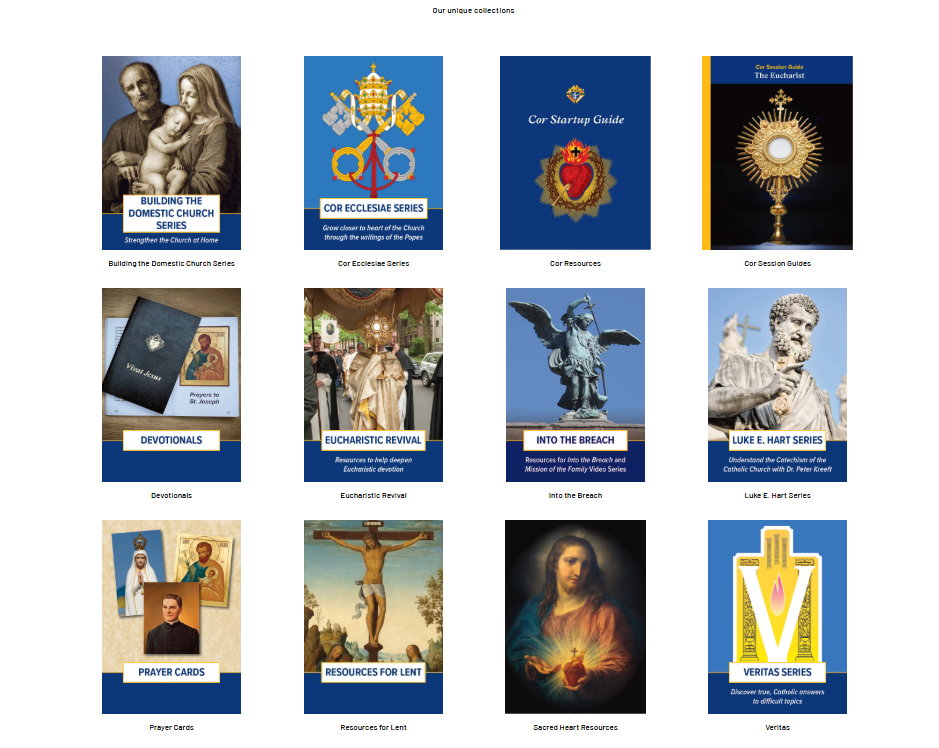 Our unique collections
BUILDING THE
DOMESTIC CHURCH
SERIES
Strengthen the Church at Home
Building the Domestic Church Series
COR ECCLESIAE SERIES
Grow closer to heart of the Church
through the writings of the Popes
Cor Ecclesiae Series
Cor Startup Guide
Cor Resources
Cor Session Guide
The Eucharist
Cor Session Guides
Vivat Jesus
Prayers to
St. Joseph
DEVOTIONALS
Devotionals
EUCHARISTIC REVIVAL
Resources to help deepen
Eucharistic devotion
Eucharistic Revival
INTO THE BREACH
Resources for Into the Breach and
Mission of the Family Video Series
Into the Breach
LUKE E. HART SERIES
Understand the Catechism of the
Catholic Church with Dr. Peter Kreeft
Luke E. Hart Series
PRAYER CARDS
Prayer Cards
RESOURCES FOR LENT
Resources for Lent
Sacred Heart Resources
V
VERITAS SERIES
Discover true, Catholic answers
to difficult topics
Veritas